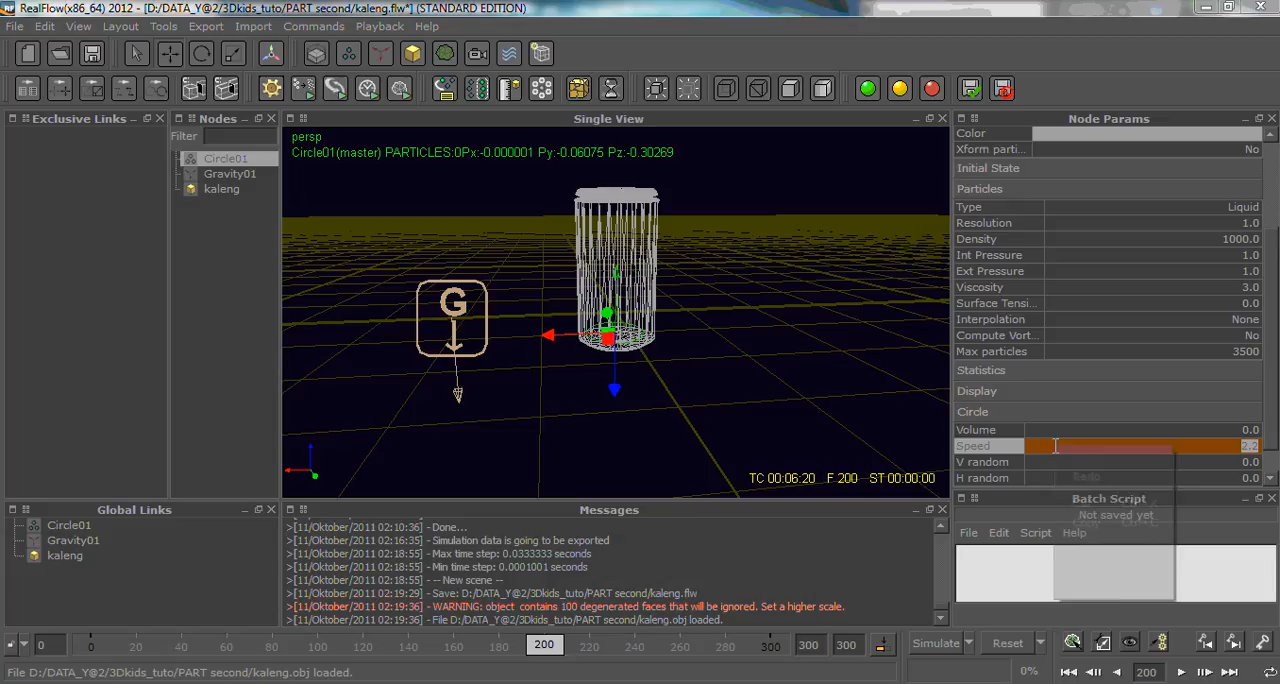 RealFlow(x86_64) 2012 - [D:/DATA_Y@2/3Dkids_tuto/PART second/kaleng.flw*] (STANDARD EDITION)
File Edit View Layout Tools Export Import Commands Playback Help
Exclusive Links
Nodes
Filter
Circle01
Gravity01
kaleng
Single View
persp
Circle01(master) PARTICLES:0Px:-0.000001 Py:-0.06075 Pz:-0.30269
G
TC 00:06:20 F 200 ST 00:00:00
Node Params
Color
Xform parti... No
Initial State
Particles
Type Liquid
Resolution 1.0
Density 1000.0
Int Pressure 1.0
Ext Pressure 1.0
Viscosity 3.0
Surface Tensi... 0.0
Interpolation None
Compute Vort... No
Max particles 3500
Statistics
Display
Circle
Volume 0.0
Speed 2.2
V random 0.0
H random 0.0
Global Links
Circle01
Gravity01
kaleng
Messages
>[11/Oktober/2011 02:10:36] - Done...
>[11/Oktober/2011 02:16:35] - Simulation data is going to be exported
>[11/Oktober/2011 02:18:55] - Max time step: 0.0333333 seconds
>[11/Oktober/2011 02:18:55] - Min time step: 0.0001001 seconds
>[11/Oktober/2011 02:18:55] - -- New scene --
>[11/Oktober/2011 02:19:29] - Save: D:/DATA_Y@2/3Dkids_tuto/PART second/kaleng.flw
>[11/Oktober/2011 02:19:36] - WARNING: object  contains 100 degenerated faces that will be ignored. Set a higher scale.
>[11/Oktober/2011 02:19:36] - File D:/DATA_Y@2/3Dkids_tuto/PART second/kaleng.obj loaded.
Batch Script
Not saved yet
File Edit Script Help
0 0 20 40 60 80 100 120 140 160 180 200 220 240 260 280 300 300 300
Simulate Reset
File D:/DATA_Y@2/3Dkids_tuto/PART second/kaleng.obj loaded.
0%
200